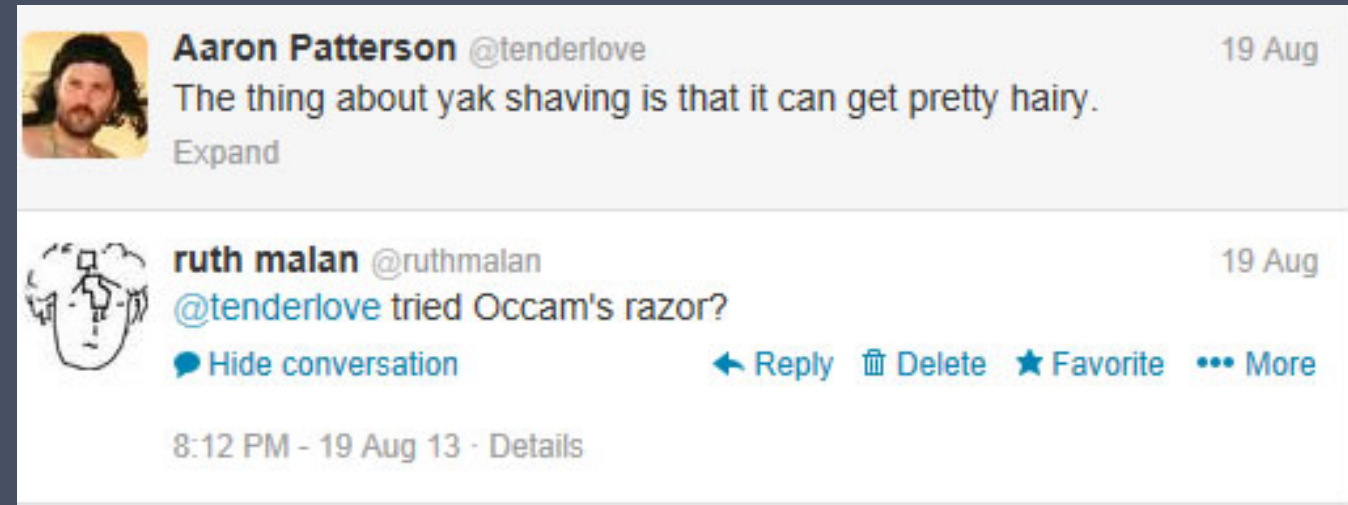 Aaron Patterson @tenderlove 19 Aug
The thing about yak shaving is that it can get pretty hairy.
Expand
ruth malan @ruthmalan 19 Aug
@tenderlove tried Occam's razor?
Hide conversation Reply Delete Favorite More
8:12 PM - 19 Aug 13 · Details